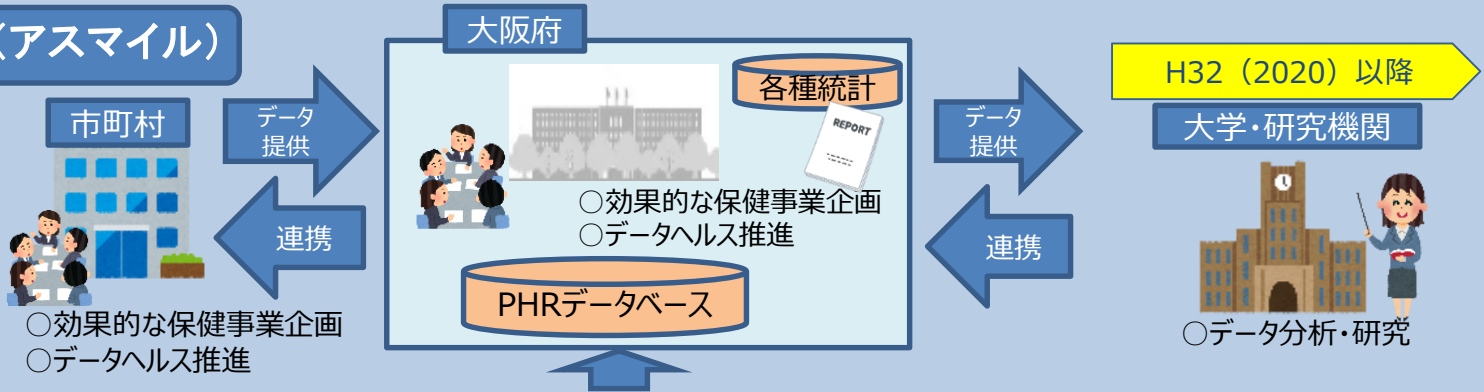 （アスマイル）
大阪府
H32（2020）以降
市町村
データ
提供
各種統計
REPORT
データ
提供
大学・研究機関
○効果的な保健事業企画
○データヘルス推進
連携
連携
PHRデータベース
○効果的な保健事業企画
○データヘルス推進
○データ分析・研究